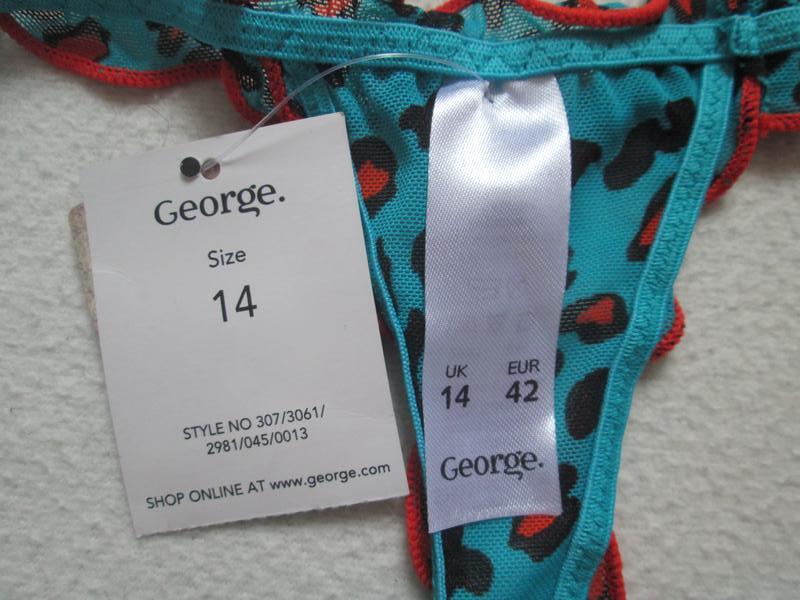 George.
Size
14
STYLE NO 307/3061/
2981/045/0013
SHOP ONLINE AT www.george.com
UK EUR
14 42
George.